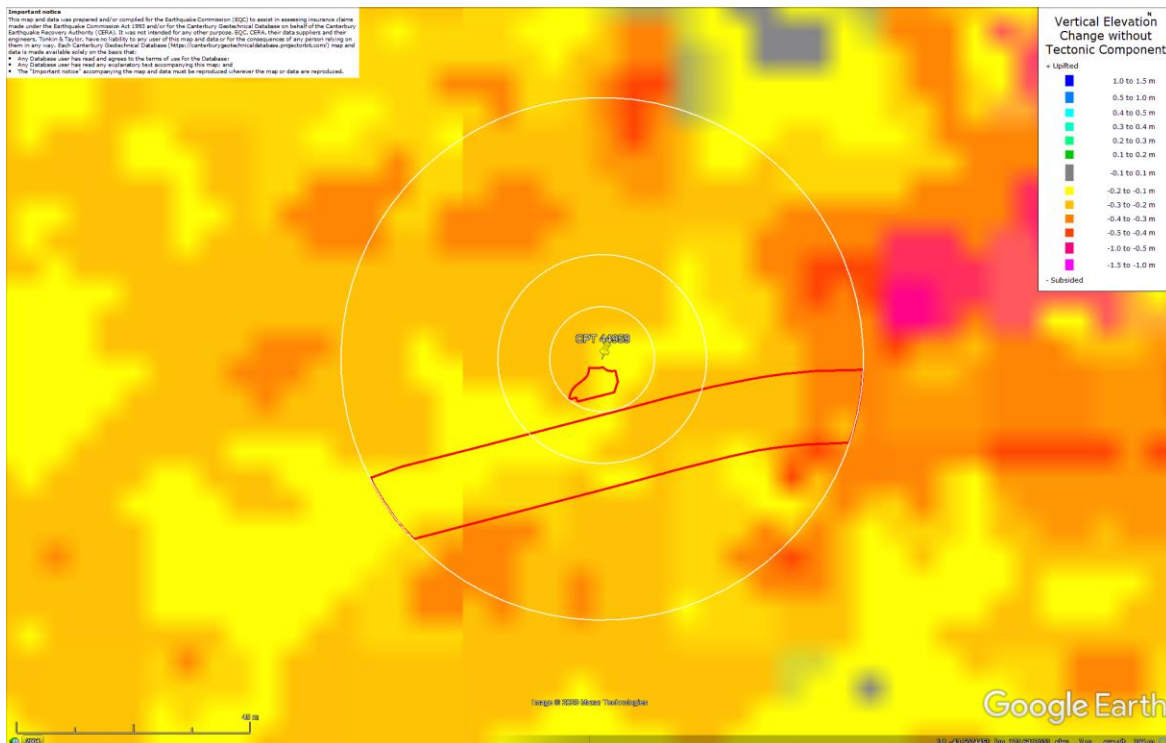 Important notice
This map and data was prepared and/or compiled for the Earthquake Commission (EQC) to assist in assessing insurance claims
made under the Earthquake Commission Act 1993 and/or for the Canterbury Geotechnical Database on behalf of the Canterbury
Earthquake Recovery Authority (CERA). It was not intended for any other purpose. EQC, CERA, their data suppliers and their
engineers, Tonkin & Taylor, have no liability to any user of this map and data or for the consequences of any person relying on
them in any way. Each Canterbury Geotechnical Database (https://canterburygeotechnicaldatabase.projectorbit.com/) map and
data is made available solely on the basis that:
• Any Database user has read and agrees to the terms of use for the Database;
• Any Database user has read any explanatory text accompanying this map; and
• The "Important notice" accompanying the map and data must be reproduced wherever the map or data are reproduced.
N
Vertical Elevation
Change without
Tectonic Component
+ Uplifted
1.0 to 1.5 m
0.5 to 1.0 m
0.4 to 0.5 m
0.3 to 0.4 m
0.2 to 0.3 m
0.1 to 0.2 m
-0.1 to 0.1 m
-0.2 to -0.1 m
-0.3 to -0.2 m
-0.4 to -0.3 m
-0.5 to -0.4 m
-1.0 to -0.5 m
-1.5 to -1.0 m
- Subsided
CPT 44959
45 m
Image © 2020 Maxar Technologies
Google Earth